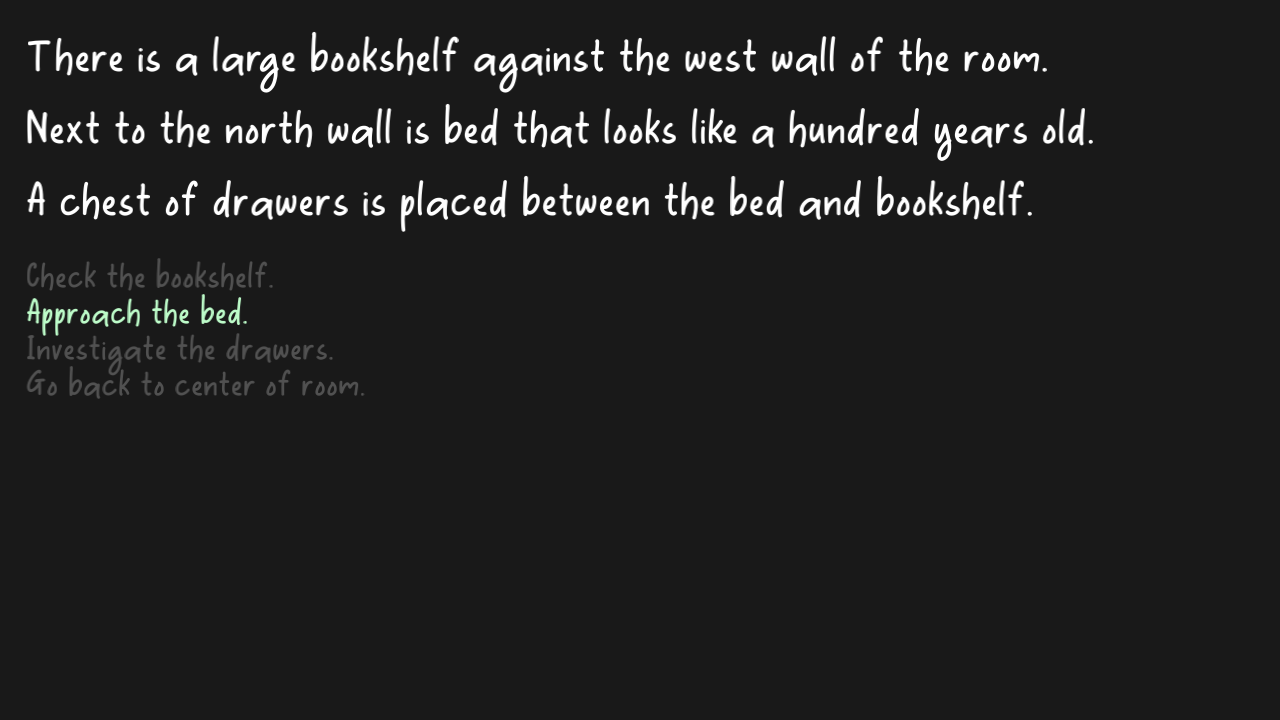 There is a large bookshelf against the west wall of the room.
Next to the north wall is bed that looks like a hundred years old.
A chest of drawers is placed between the bed and bookshelf.
Check the bookshelf.
Approach the bed.
Investigate the drawers.
Go back to center of room.